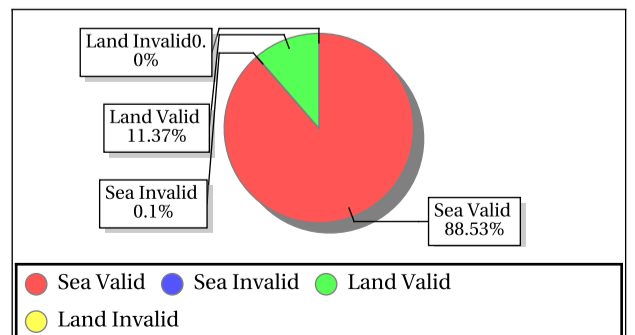 Land Invalid0.
0%
Land Valid
11.37%
Sea Invalid
0.1%
Sea Valid
88.53%
Sea Valid Sea Invalid Land Valid
Land Invalid